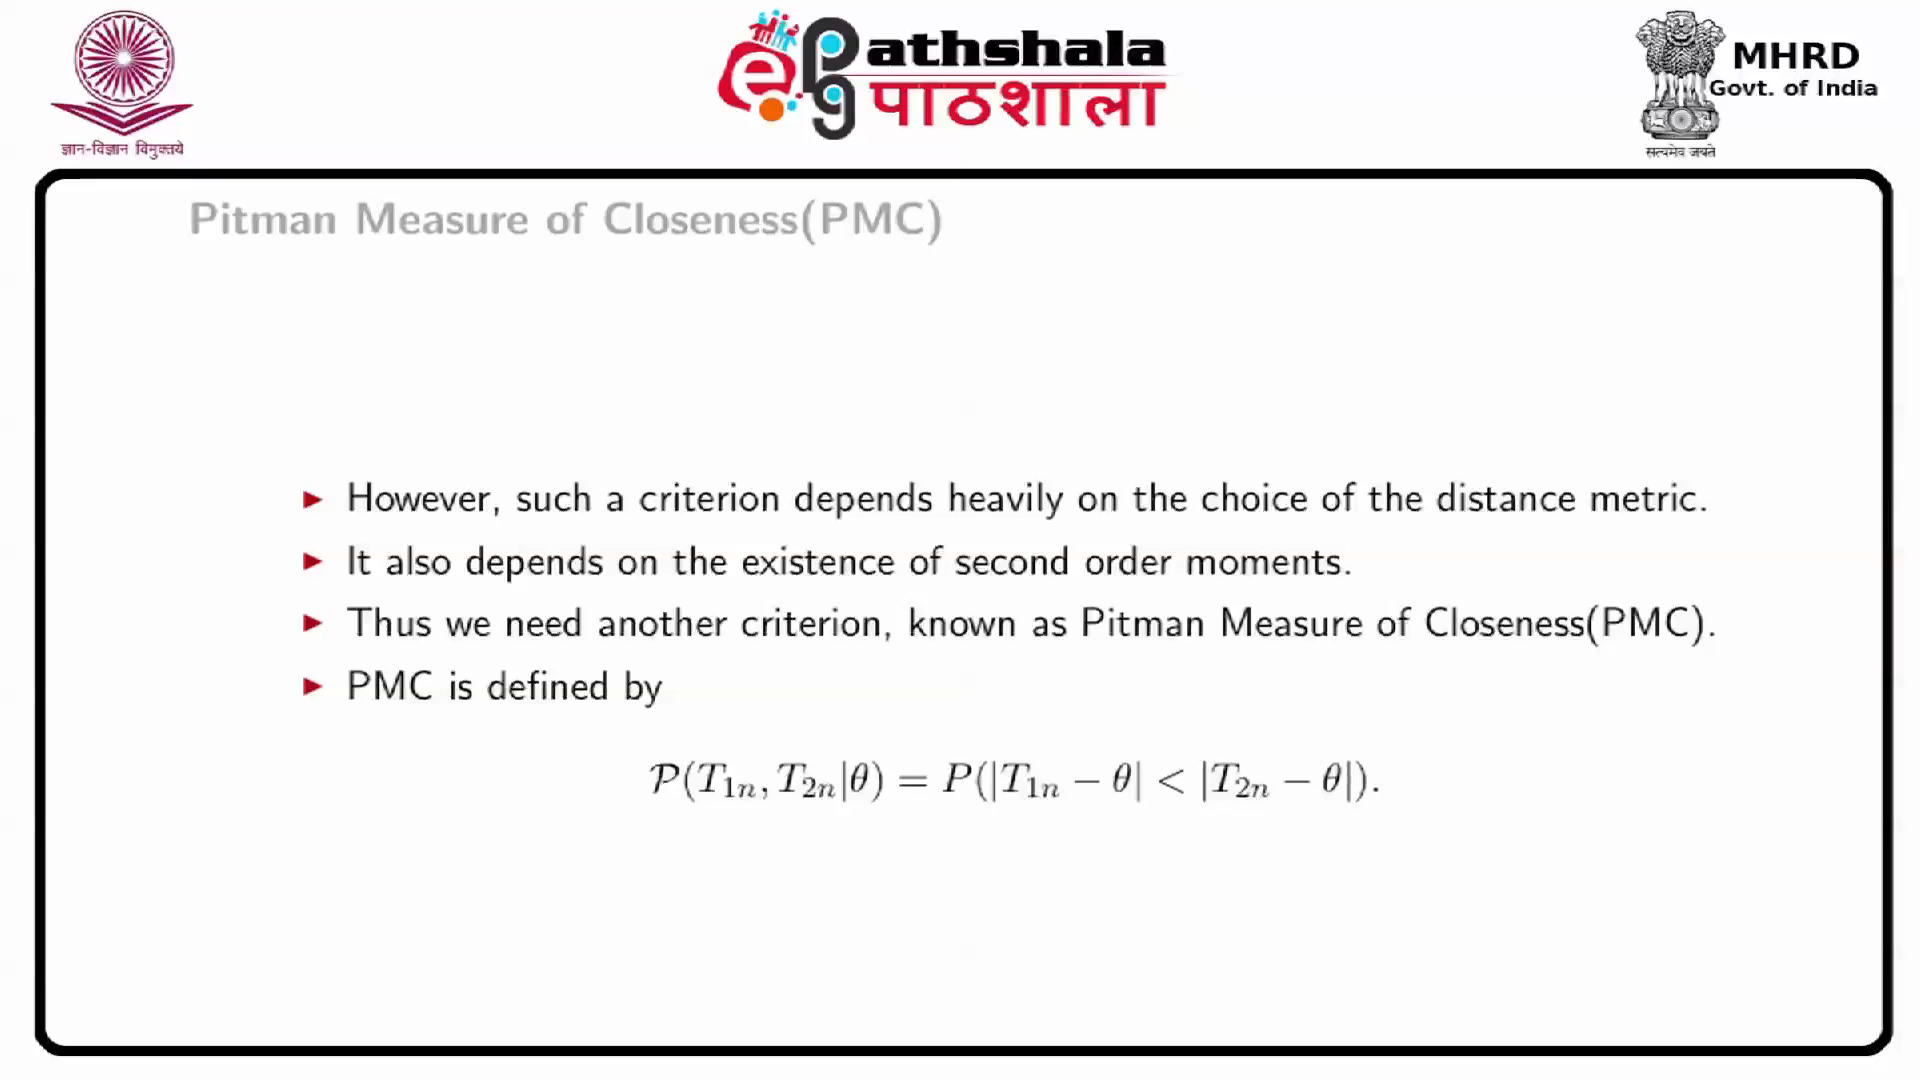 ज्ञान-विज्ञान विमुक्तये
epg Pathshala
पाठशाला
MHRD
Govt. of India
सत्यमेव जयते
Pitman Measure of Closeness(PMC)
However, such a criterion depends heavily on the choice of the distance metric.
It also depends on the existence of second order moments.
Thus we need another criterion, known as Pitman Measure of Closeness(PMC).
PMC is defined by
𝒫(T₁ₙ, T₂ₙ|θ) = P(|T₁ₙ − θ| < |T₂ₙ − θ|).